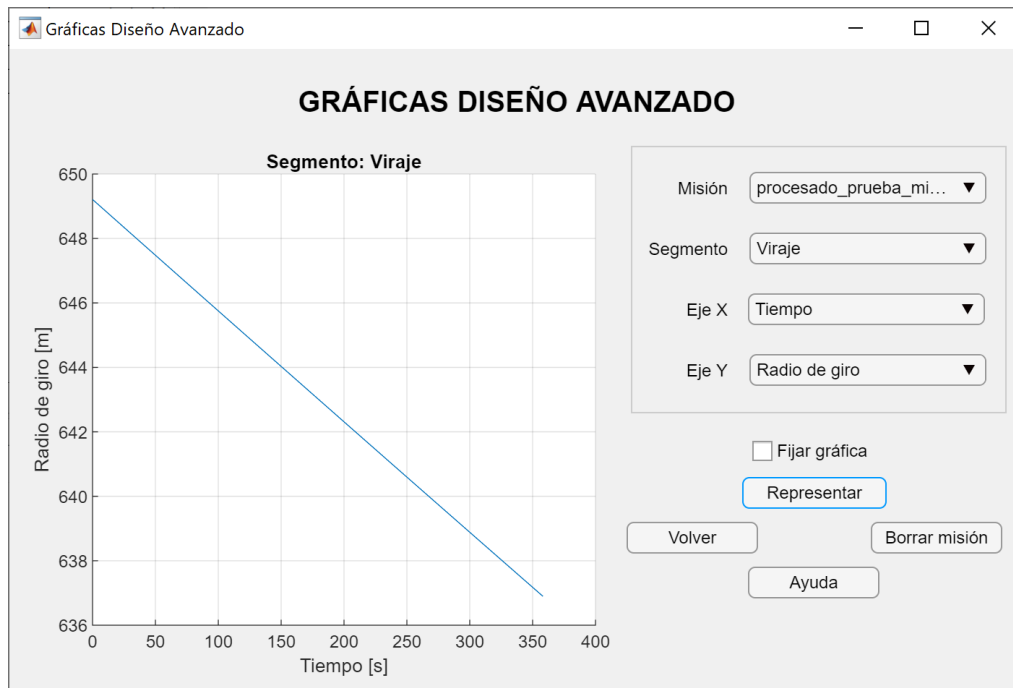 Gráficas Diseño Avanzado
GRÁFICAS DISEÑO AVANZADO
Segmento: Viraje
650
648
646
644
642
640
638
636
Radio de giro [m]
0 50 100 150 200 250 300 350 400
Tiempo [s]
Misión procesado_prueba_mi...
Segmento Viraje
Eje X Tiempo
Eje Y Radio de giro
Fijar gráfica
Representar
Volver Borrar misión
Ayuda